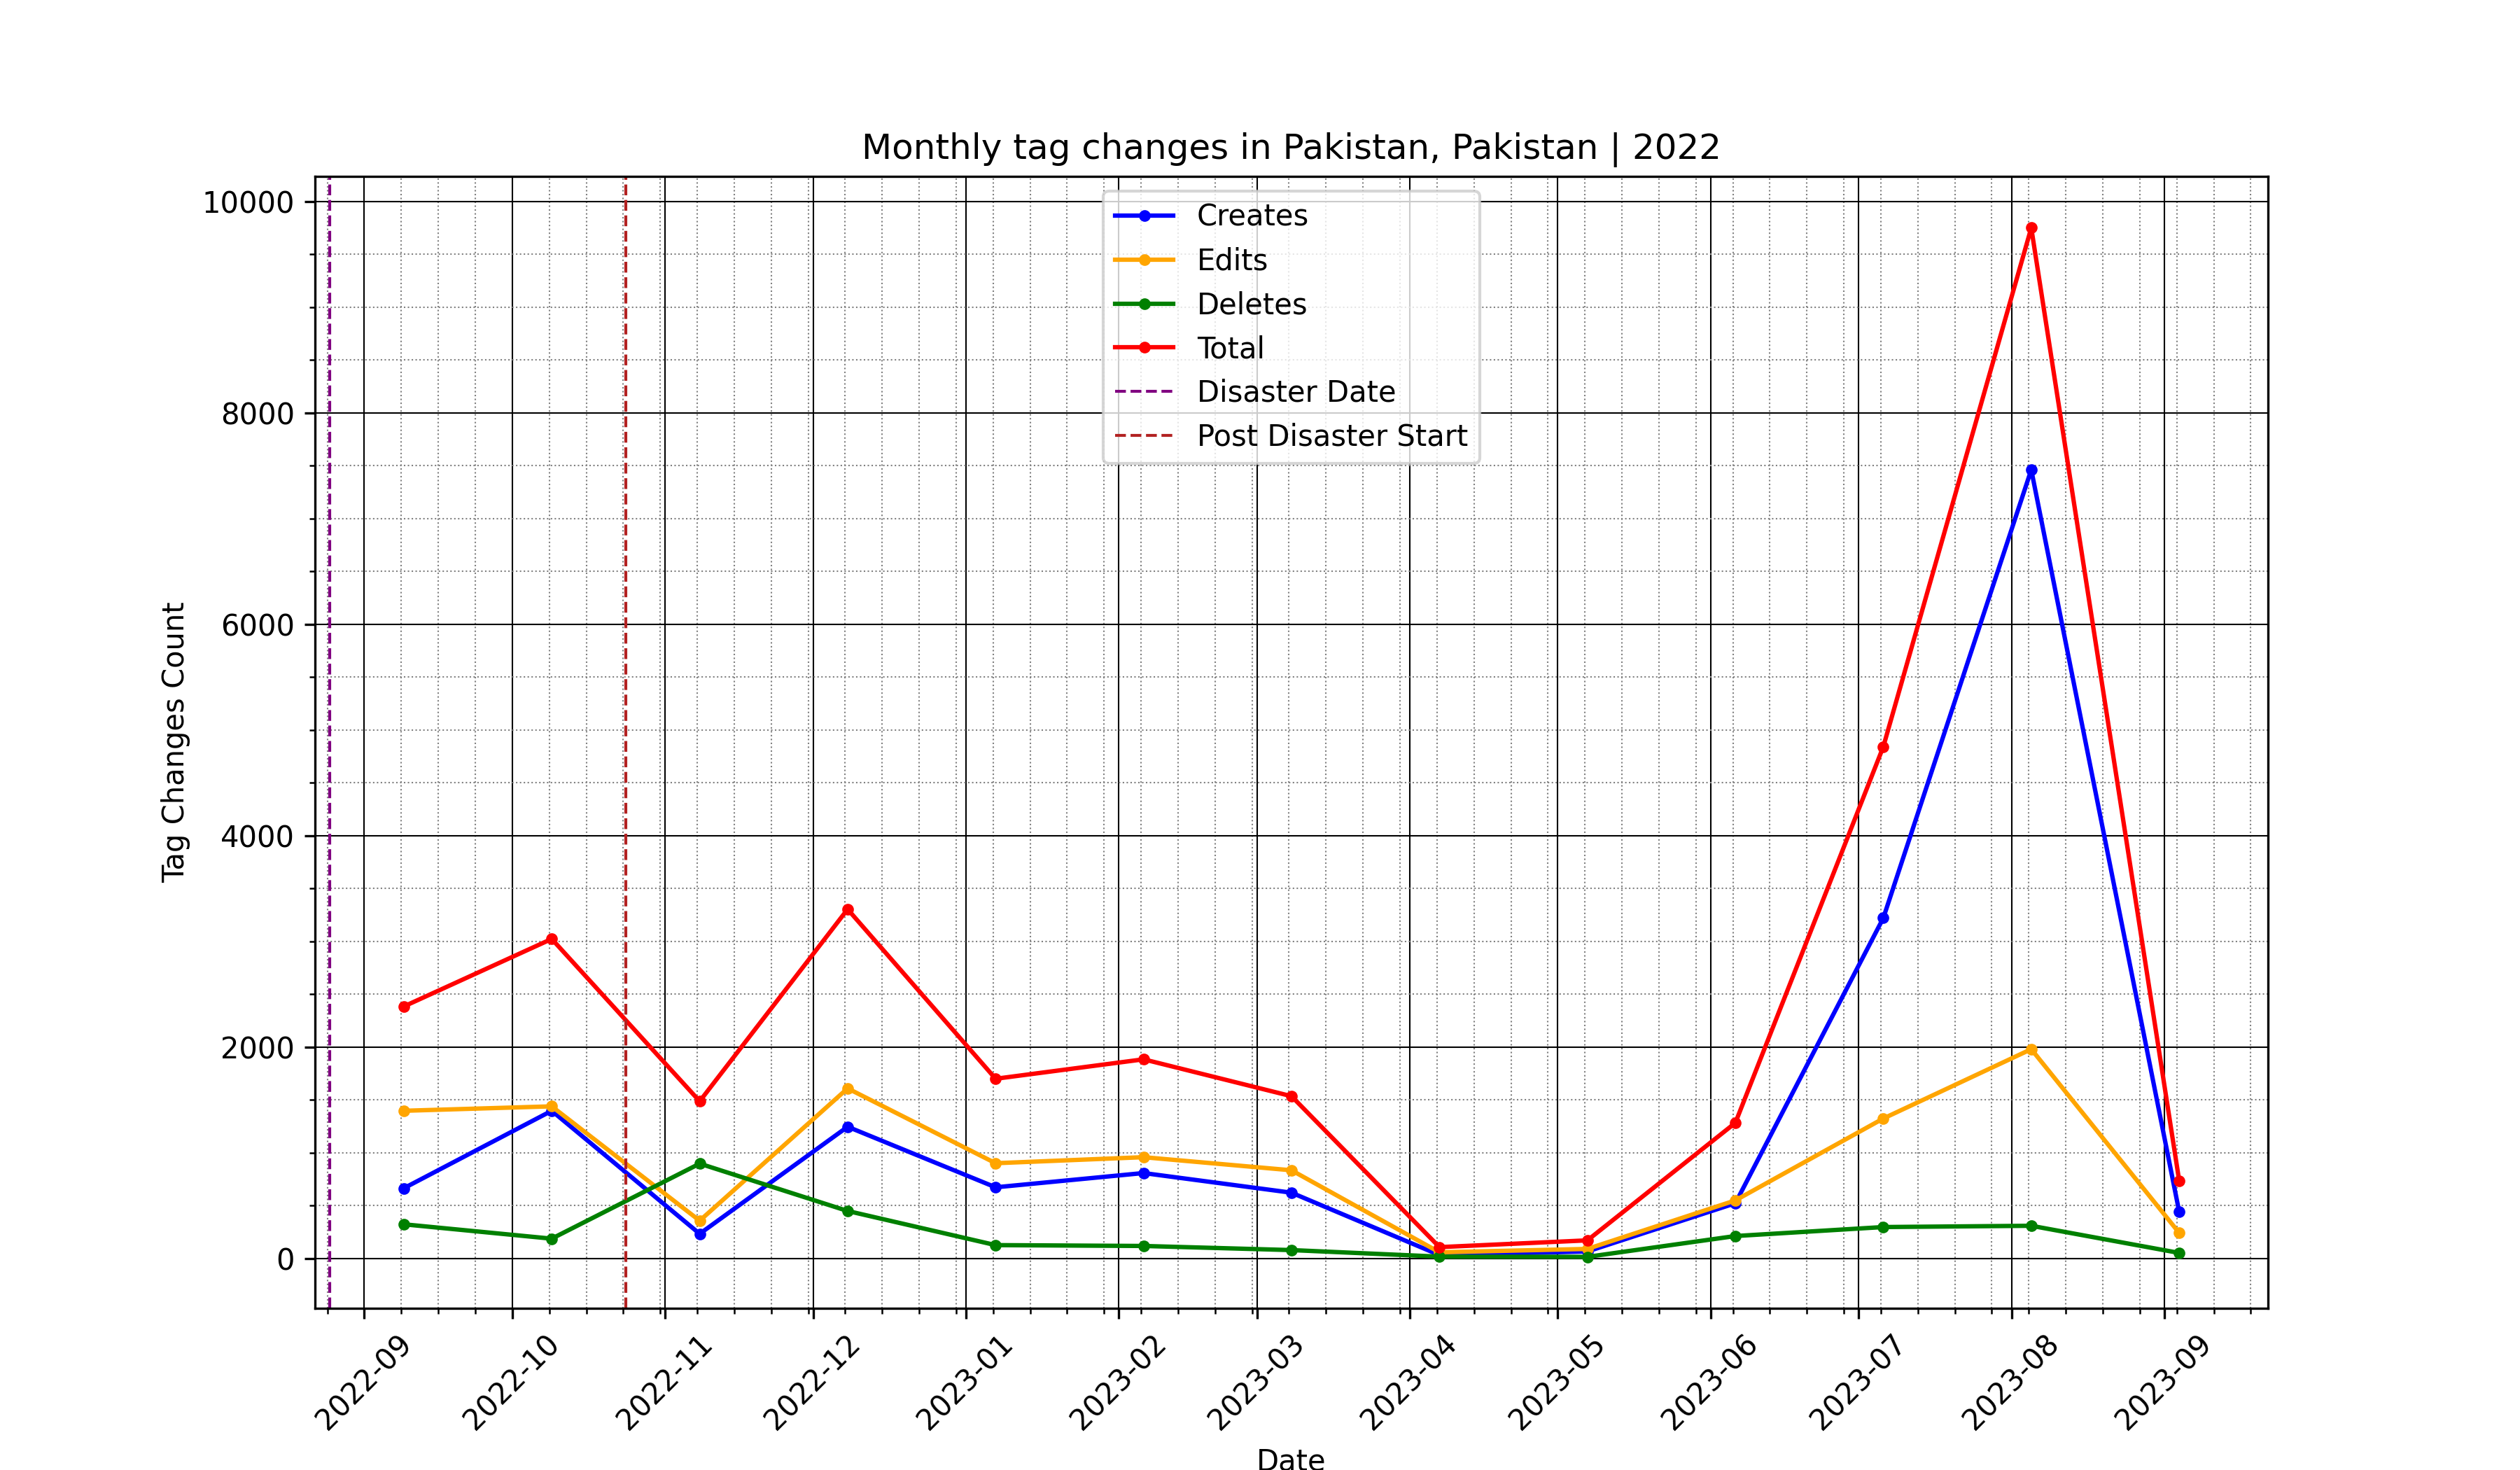 Monthly tag changes in Pakistan, Pakistan | 2022
Creates
Edits
Deletes
Total
Disaster Date
Post Disaster Start
Tag Changes Count
10000
8000
6000
4000
2000
0
2022-09
2022-10
2022-11
2022-12
2023-01
2023-02
2023-03
2023-04
2023-05
2023-06
2023-07
2023-08
2023-09
Date